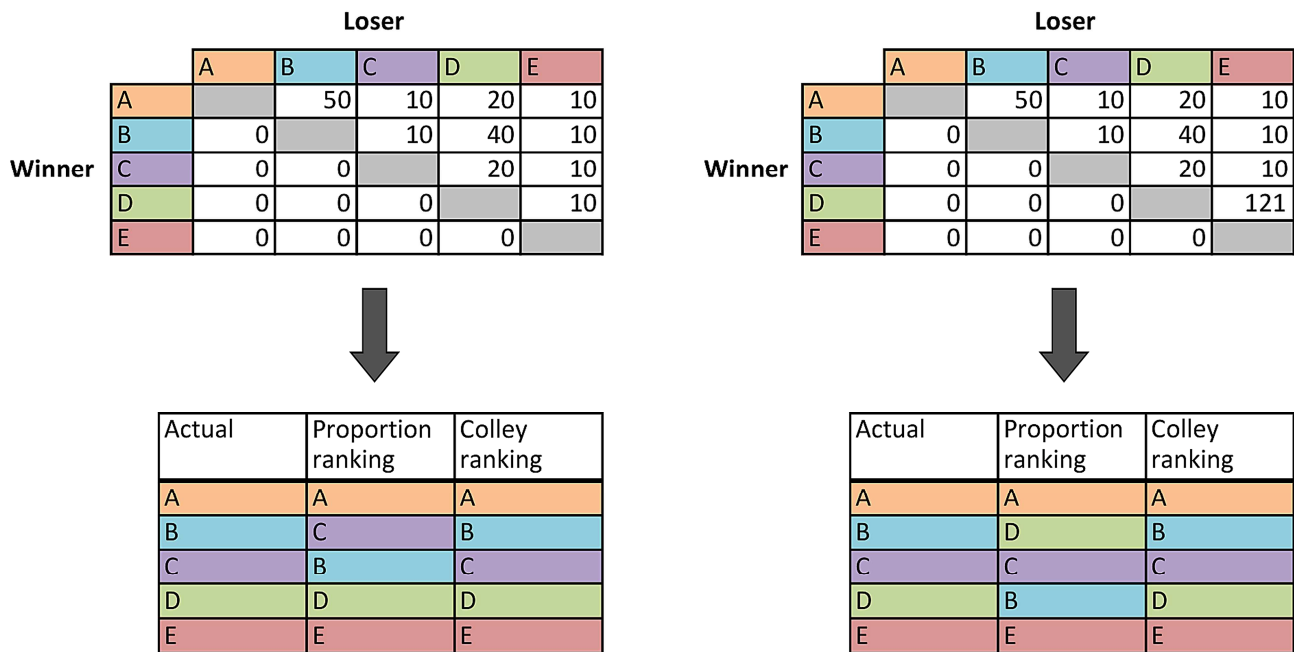 Loser
A B C D E
A 50 10 20 10
B 0 10 40 10
Winner C 0 0 20 10
D 0 0 0 10
E 0 0 0 0
Actual Proportion ranking Colley ranking
A A A
B C B
C B C
D D D
E E E
Loser
A B C D E
A 50 10 20 10
B 0 10 40 10
Winner C 0 0 20 10
D 0 0 0 121
E 0 0 0 0
Actual Proportion ranking Colley ranking
A A A
B D B
C C C
D B D
E E E